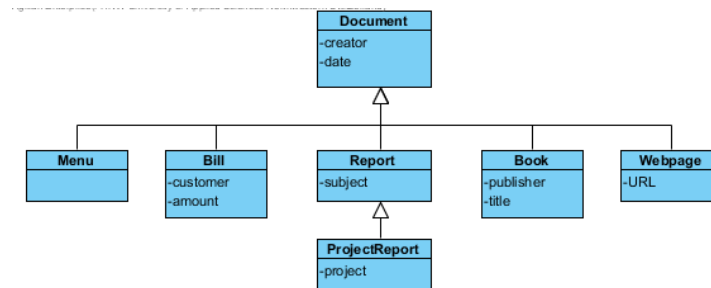 Document
-creator
-date
Menu
Bill
-customer
-amount
Report
-subject
Book
-publisher
-title
Webpage
-URL
ProjectReport
-project